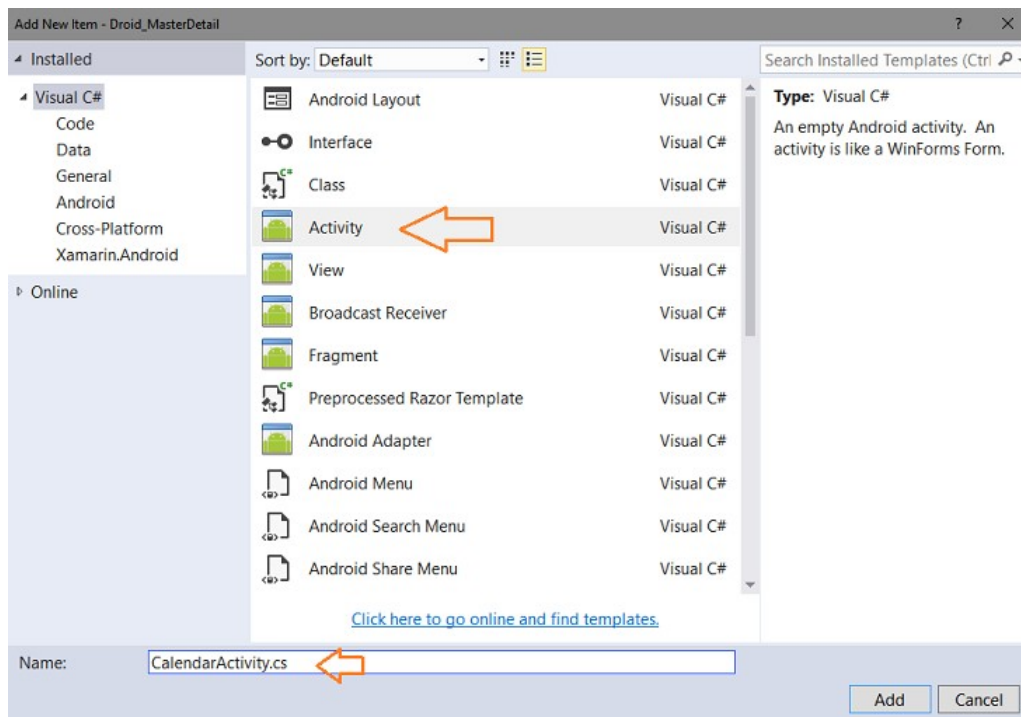 Add New Item - Droid_MasterDetail
? ×
Installed
Visual C#
Code
Data
General
Android
Cross-Platform
Xamarin.Android
Online
Sort by: Default
Android Layout Visual C#
Interface Visual C#
Class Visual C#
Activity Visual C#
View Visual C#
Broadcast Receiver Visual C#
Fragment Visual C#
Preprocessed Razor Template Visual C#
Android Adapter Visual C#
Android Menu Visual C#
Android Search Menu Visual C#
Android Share Menu Visual C#
Click here to go online and find templates.
Search Installed Templates (Ctrl
Type: Visual C#
An empty Android activity. An
activity is like a WinForms Form.
Name: CalendarActivity.cs
Add Cancel